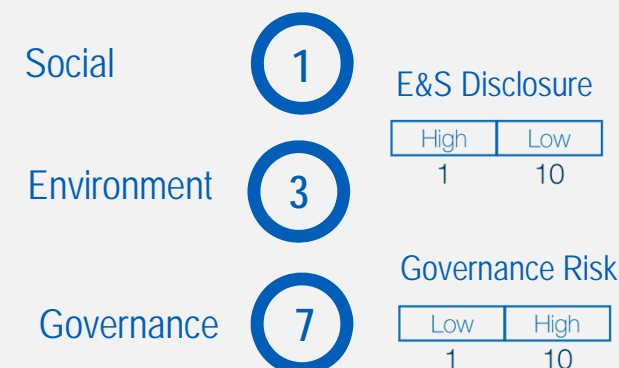 Social 1
E&S Disclosure
High Low
1 10
Environment 3
Governance Risk
Governance 7
Low High
1 10